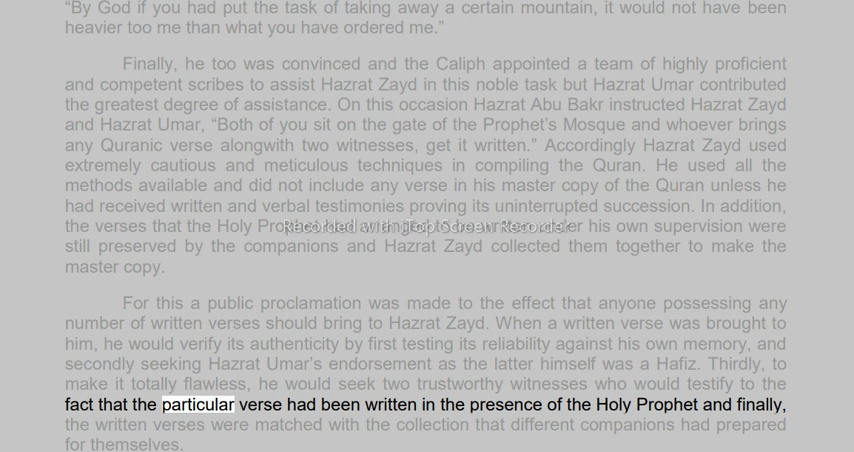 “By God if you had put the task of taking away a certain mountain, it would not have been
heavier too me than what you have ordered me.”
Finally, he too was convinced and the Caliph appointed a team of highly proficient
and competent scribes to assist Hazrat Zayd in this noble task but Hazrat Umar contributed
the greatest degree of assistance. On this occasion Hazrat Abu Bakr instructed Hazrat Zayd
and Hazrat Umar, “Both of you sit on the gate of the Prophet’s Mosque and whoever brings
any Quranic verse alongwith two witnesses, get it written.” Accordingly Hazrat Zayd used
extremely cautious and meticulous techniques in compiling the Quran. He used all the
methods available and did not include any verse in his master copy of the Quran unless he
had received written and verbal testimonies proving its uninterrupted succession. In addition,
the verses that the Holy his own supervision were
Recorded with iTop Screen Recorder
still preserved by the companions and Hazrat Zayd collected them together to make the
master copy.
For this a public proclamation was made to the effect that anyone possessing any
number of written verses should bring to Hazrat Zayd. When a written verse was brought to
him, he would verify its authenticity by first testing its reliability against his own memory, and
secondly seeking Hazrat Umar’s endorsement as the latter himself was a Hafiz. Thirdly, to
make it totally flawless, he would seek two trustworthy witnesses who would testify to the
fact that the particular verse had been written in the presence of the Holy Prophet and finally,
the written verses were matched with the collection that different companions had prepared
for themselves.